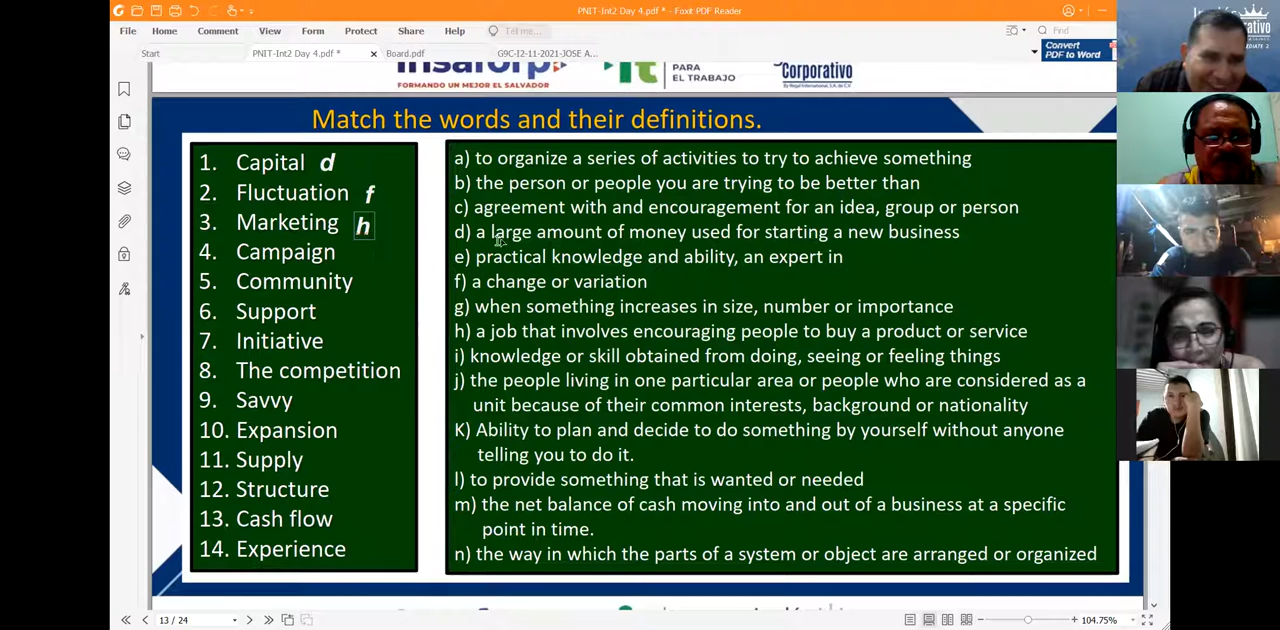 PNIT-Int2 Day 4.pdf * - Foxit PDF Reader
File Home Comment View Form Protect Share Help Tell me... Find
Start PNIT-Int2 Day 4.pdf * Board.pdf G9C-I2-11-2021-JOSE A...
Convert
PDF to Word
FORMANDO UN MEJOR EL SALVADOR
PARA
EL TRABAJO
Corporativo
Match the words and their definitions.
1. Capital d
2. Fluctuation f
3. Marketing h
4. Campaign
5. Community
6. Support
7. Initiative
8. The competition
9. Savvy
10. Expansion
11. Supply
12. Structure
13. Cash flow
14. Experience
a) to organize a series of activities to try to achieve something
b) the person or people you are trying to be better than
c) agreement with and encouragement for an idea, group or person
d) a large amount of money used for starting a new business
e) practical knowledge and ability, an expert in
f) a change or variation
g) when something increases in size, number or importance
h) a job that involves encouraging people to buy a product or service
i) knowledge or skill obtained from doing, seeing or feeling things
j) the people living in one particular area or people who are considered as a
unit because of their common interests, background or nationality
K) Ability to plan and decide to do something by yourself without anyone
telling you to do it.
l) to provide something that is wanted or needed
m) the net balance of cash moving into and out of a business at a specific
point in time.
n) the way in which the parts of a system or object are arranged or organized
13 / 24
104.75%